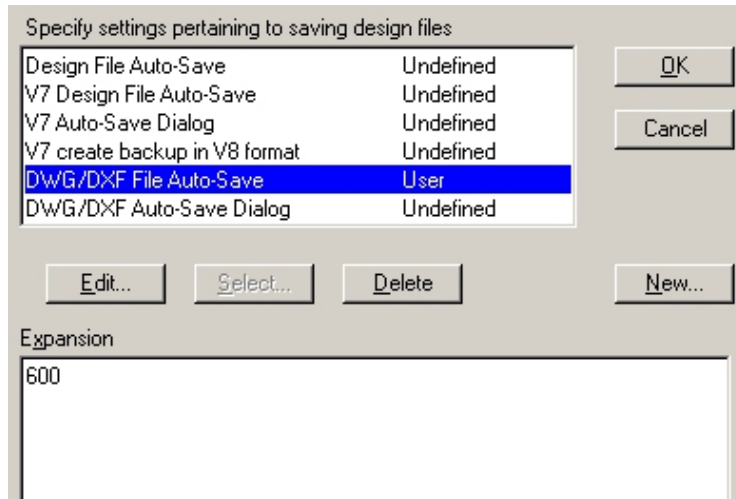 Specify settings pertaining to saving design files
Design File Auto-Save Undefined
V7 Design File Auto-Save Undefined
V7 Auto-Save Dialog Undefined
V7 create backup in V8 format Undefined
DWG/DXF File Auto-Save User
DWG/DXF Auto-Save Dialog Undefined
OK
Cancel
Edit... Select... Delete New...
Expansion
600